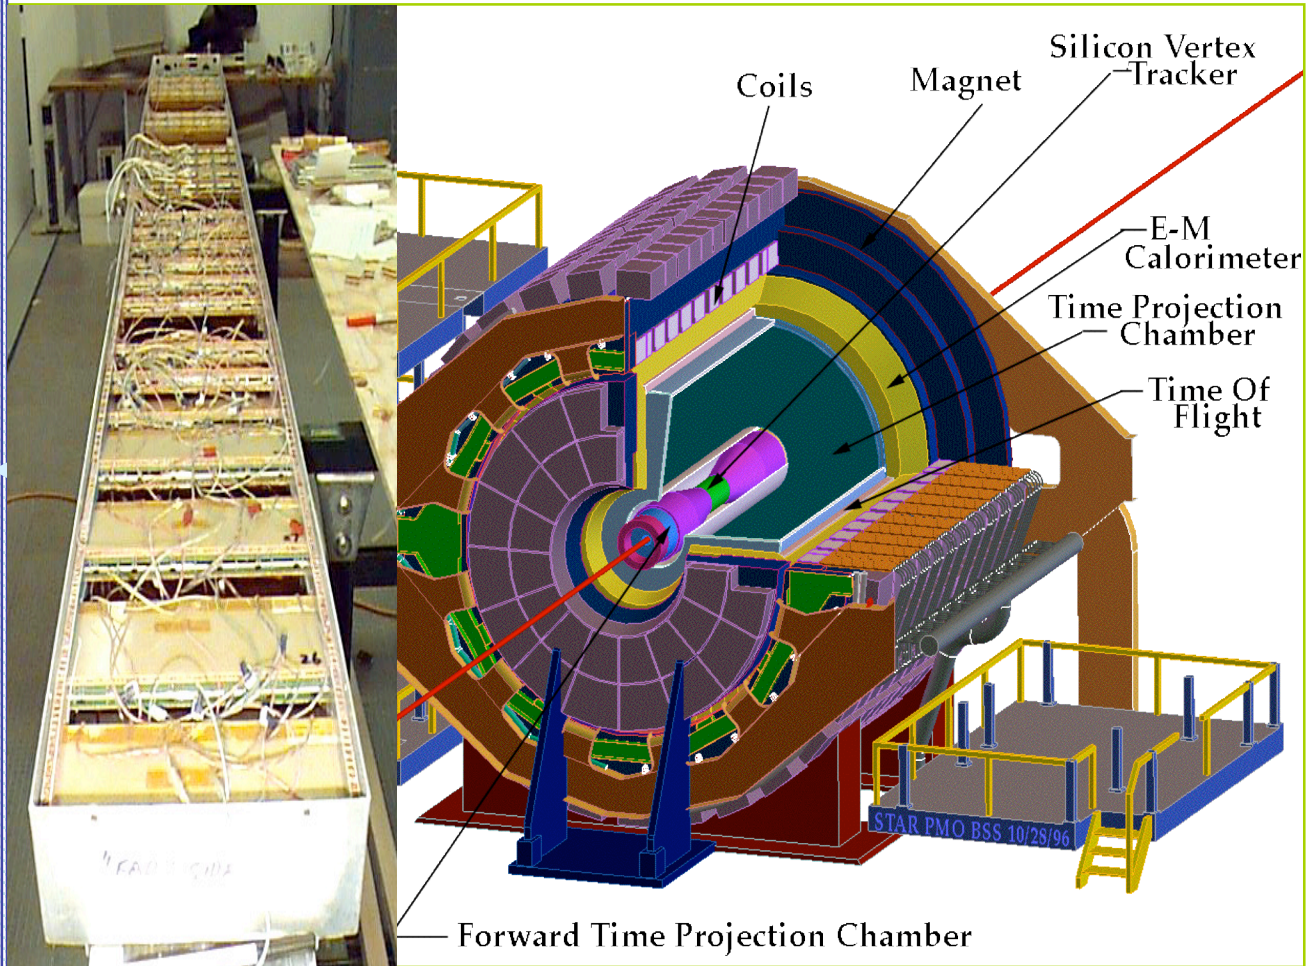 Silicon Vertex
Tracker
Coils
Magnet
E-M
Calorimeter
Time Projection
Chamber
Time Of
Flight
STAR PMO BSS 10/28/96
Forward Time Projection Chamber